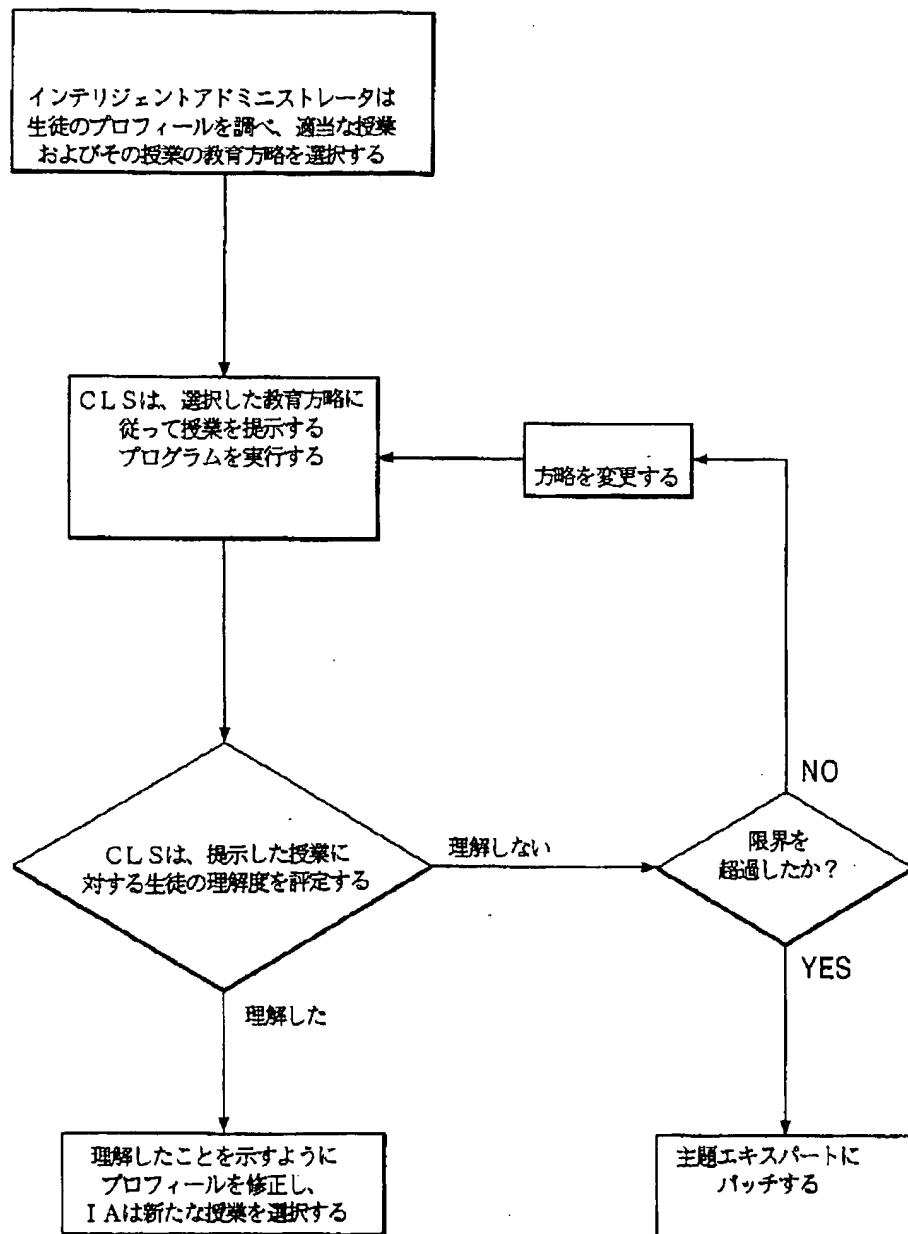 インテリジェントアドミニストレータは
生徒のプロフィールを調べ、適当な授業
およびその授業の教育方略を選択する
ＣＬＳは、選択した教育方略に
従って授業を提示する
プログラムを実行する
方略を変更する
NO
ＣＬＳは、提示した授業に
対する生徒の理解度を評定する
理解しない
限界を
超過したか？
YES
理解した
理解したことを示すように
プロフィールを修正し、
ＩＡは新たな授業を選択する
主題エキスパートに
パッチする